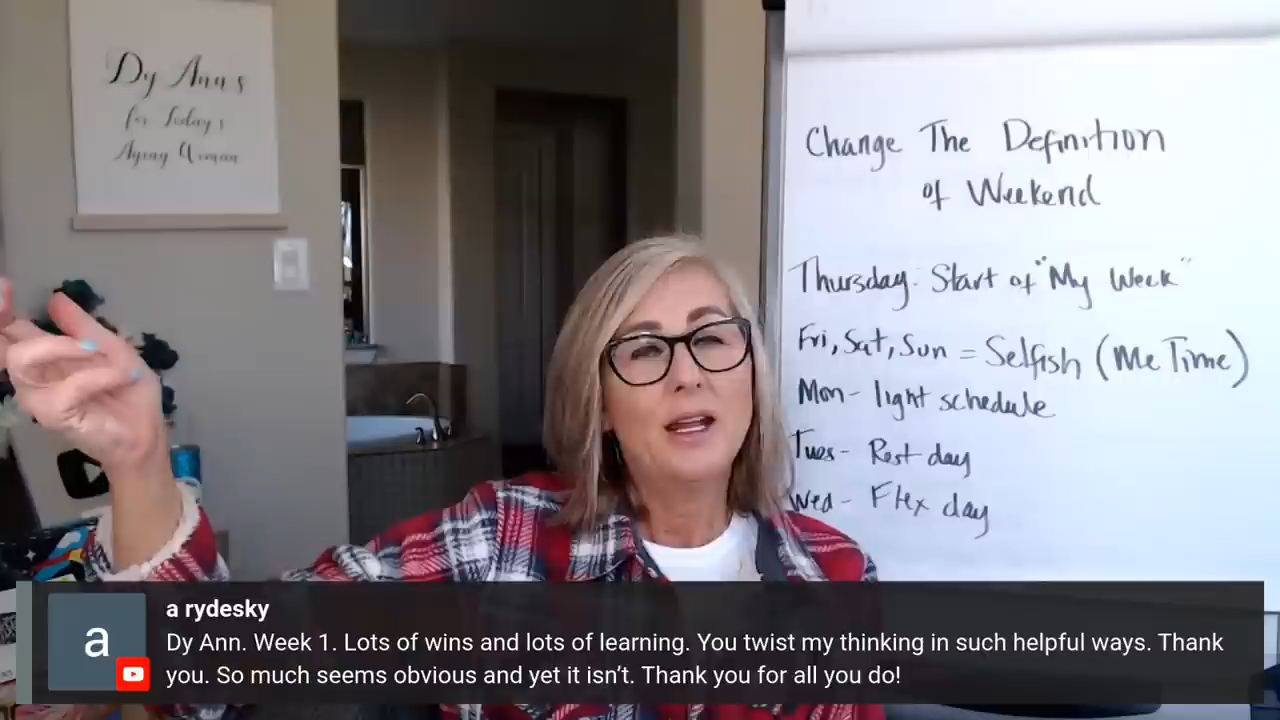 Dy Ann's
for Today's
Aging Woman
Change The Definition
of Weekend
Thursday: Start of "My Week"
Fri, Sat, Sun = Selfish (Me Time)
Mon - light schedule
Tues - Rest day
Wed - Flex day
a
a rydesky
Dy Ann. Week 1. Lots of wins and lots of learning. You twist my thinking in such helpful ways. Thank
you. So much seems obvious and yet it isn't. Thank you for all you do!